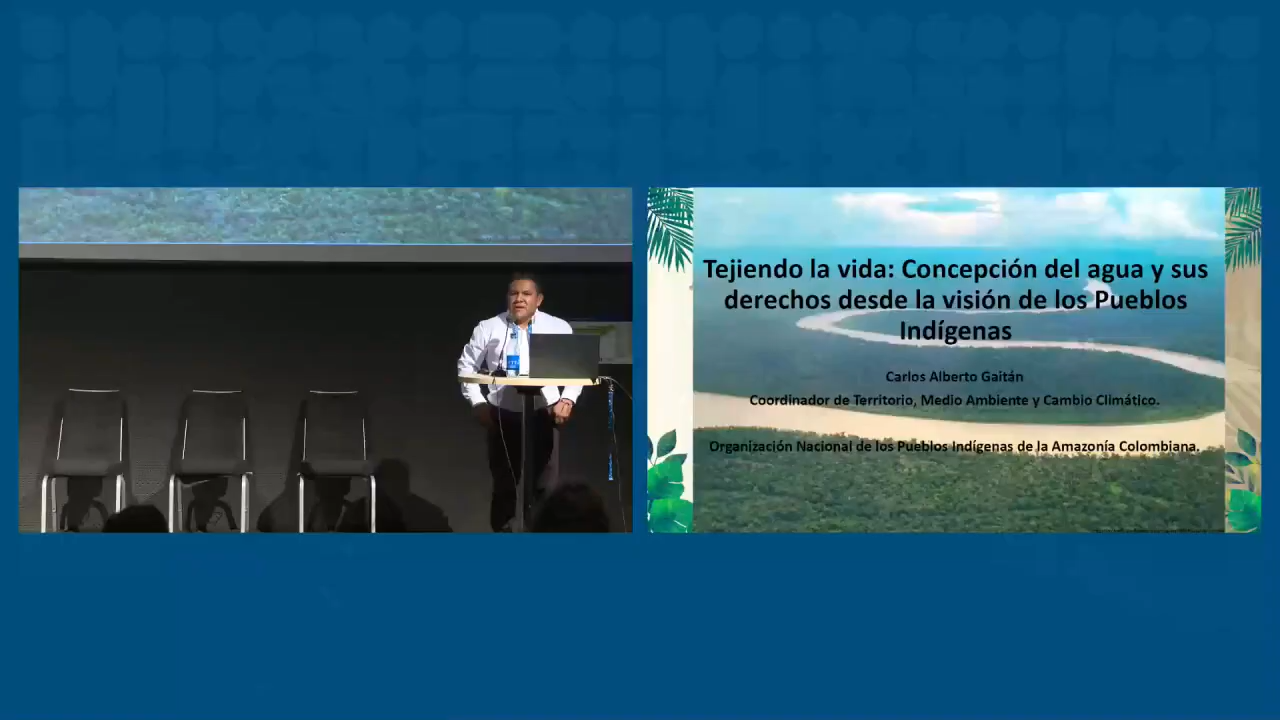 Tejiendo la vida: Concepción del agua y sus
derechos desde la visión de los Pueblos
Indígenas
Carlos Alberto Gaitán
Coordinador de Territorio, Medio Ambiente y Cambio Climático.
Organización Nacional de los Pueblos Indígenas de la Amazonía Colombiana.